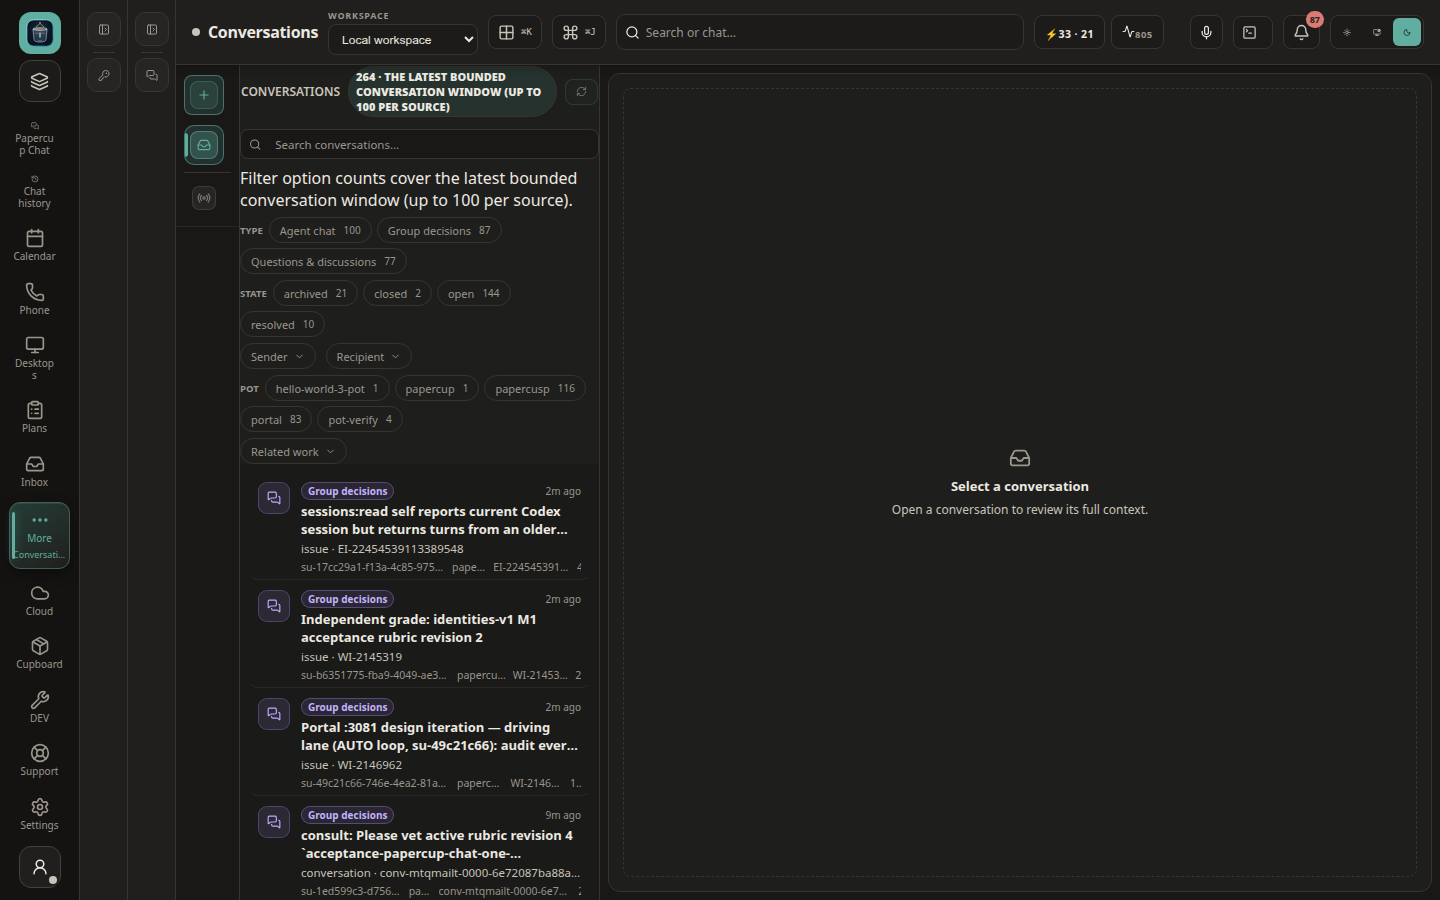 Conversations
WORKSPACE
Local workspace
⌘K
⌘J
Search or chat...
⚡33 · 21
805
87
Papercu
p Chat
Chat
history
Calendar
Phone
Desktop
s
Plans
Inbox
More
Conversati...
Cloud
Cupboard
DEV
Support
Settings
CONVERSATIONS
264 · THE LATEST BOUNDED
CONVERSATION WINDOW (UP TO
100 PER SOURCE)
Search conversations...
Filter option counts cover the latest bounded
conversation window (up to 100 per source).
TYPE Agent chat 100 Group decisions 87
Questions & discussions 77
STATE archived 21 closed 2 open 144
resolved 10
Sender Recipient
POT hello-world-3-pot 1 papercup 1 papercusp 116
portal 83 pot-verify 4
Related work
Group decisions 2m ago
sessions:read self reports current Codex
session but returns turns from an older...
issue · EI-22454539113389548
su-17cc29a1-f13a-4c85-975... pape... EI-224545391... 4
Group decisions 2m ago
Independent grade: identities-v1 M1
acceptance rubric revision 2
issue · WI-2145319
su-b6351775-fba9-4049-ae3... papercu... WI-21453... 2
Group decisions 2m ago
Portal :3081 design iteration — driving
lane (AUTO loop, su-49c21c66): audit ever...
issue · WI-2146962
su-49c21c66-746e-4ea2-81a... paperc... WI-2146... 1..
Group decisions 9m ago
consult: Please vet active rubric revision 4
`acceptance-papercup-chat-one-...
conversation · conv-mtqmailt-0000-6e72087ba88a...
su-1ed599c3-d756... pa... conv-mtqmailt-0000-6e7...
Select a conversation
Open a conversation to review its full context.